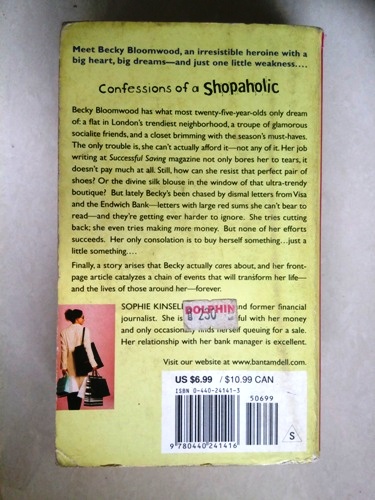 Meet Becky Bloomwood, an irresistible heroine with a
big heart, big dreams—and just one little weakness....
Confessions of a Shopaholic
Becky Bloomwood has what most twenty-five-year-olds only dream
of: a flat in London's trendiest neighborhood, a troupe of glamorous
socialite friends, and a closet brimming with the season's must-haves.
The only trouble is, she can't actually afford it—not any of it. Her job
writing at Successful Saving magazine not only bores her to tears, it
doesn't pay much at all. Still, how can she resist that perfect pair of
shoes? Or the divine silk blouse in the window of that ultra-trendy
boutique? But lately Becky's been chased by dismal letters from Visa
and the Endwich Bank—letters with large red sums she can't bear to
read—and they're getting ever harder to ignore. She tries cutting
back; she even tries making more money. But none of her efforts
succeeds. Her only consolation is to buy herself something...just a
little something....
Finally, a story arises that Becky actually cares about, and her front-
page article catalyzes a chain of events that will transform her life—
and the lives of those around her—forever.
SOPHIE KINSELL and former financial
journalist. She is ful with her money
and only occasionally finds herself queuing for a sale.
Her relationship with her bank manager is excellent.
DOLPHIN
250
Visit our website at www.bantamdell.com
US $6.99 / $10.99 CAN
ISBN 0-440-24141-3
50699
9 780440 241416
S